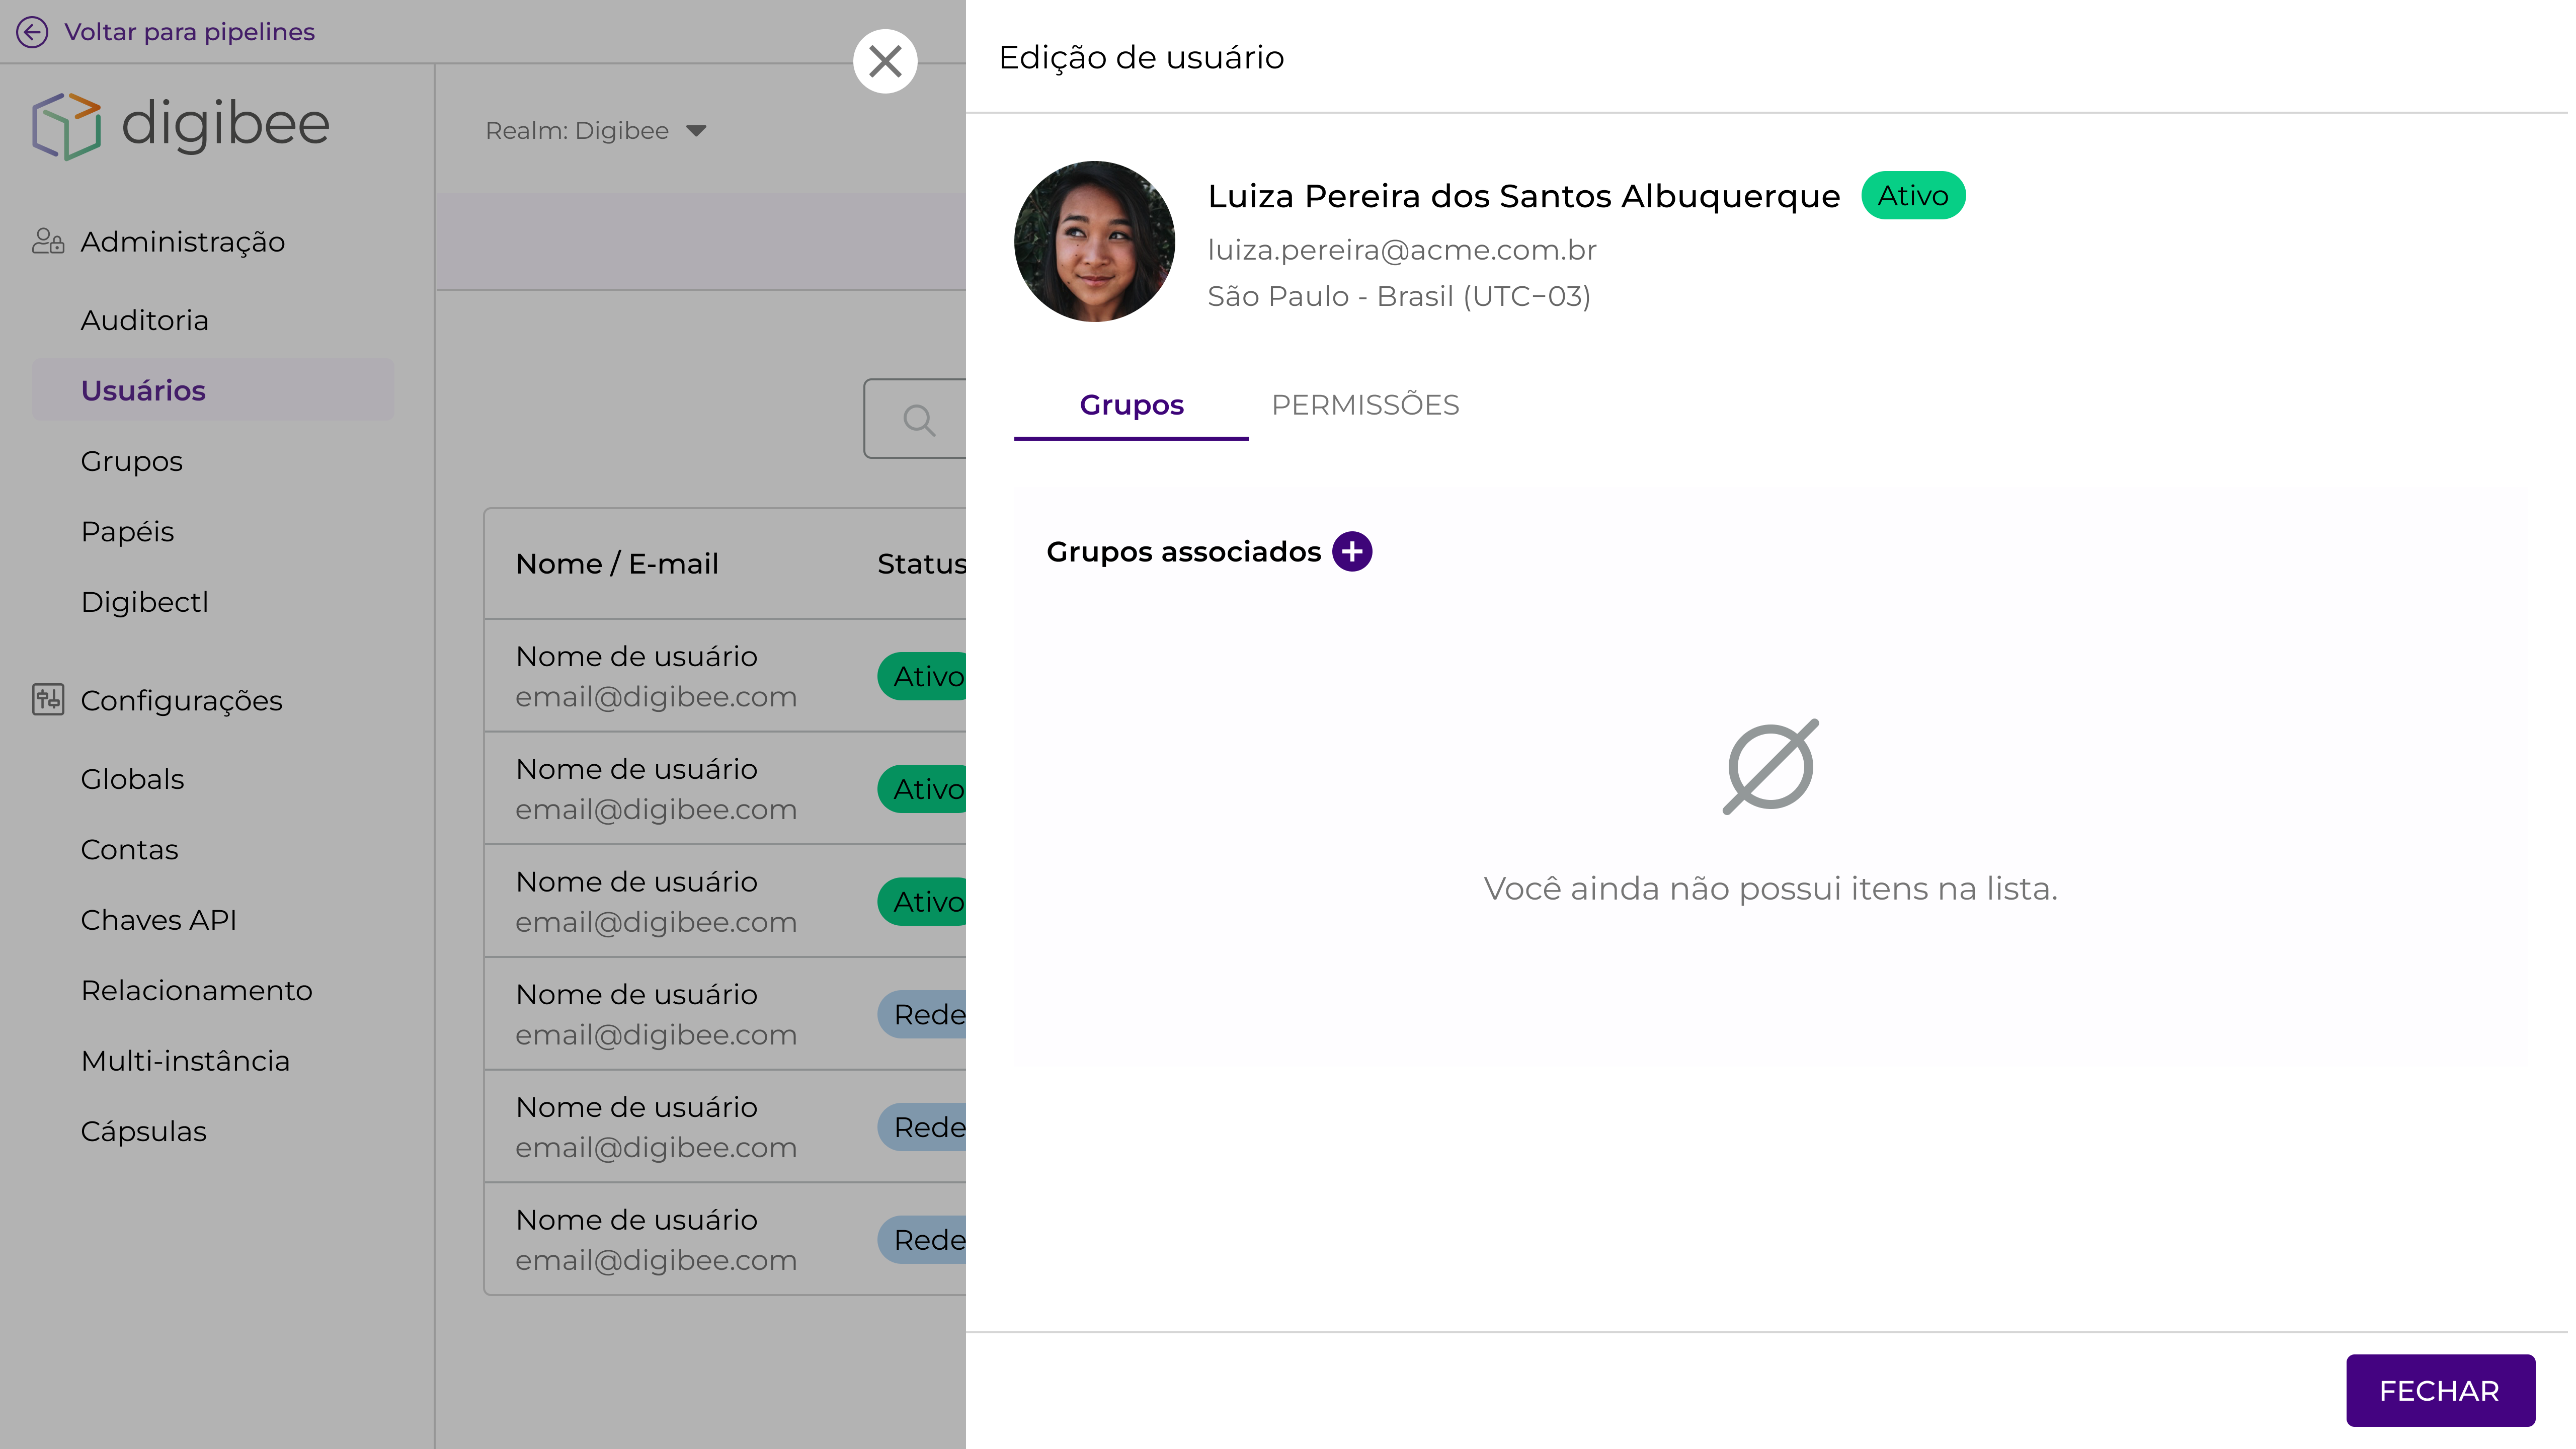 Voltar para pipelines
digibee
Administração
Auditoria
Usuários
Grupos
Papéis
Digibectl
Configurações
Globals
Contas
Chaves API
Relacionamento
Multi-instância
Cápsulas
Realm: Digibee
Nome / E-mail Status
Nome de usuário
email@digibee.com
Ativo
Nome de usuário
email@digibee.com
Ativo
Nome de usuário
email@digibee.com
Ativo
Nome de usuário
email@digibee.com
Rede
Nome de usuário
email@digibee.com
Rede
Nome de usuário
email@digibee.com
Rede
Edição de usuário
Luiza Pereira dos Santos Albuquerque Ativo
luiza.pereira@acme.com.br
São Paulo - Brasil (UTC−03)
Grupos PERMISSÕES
Grupos associados
Você ainda não possui itens na lista.
FECHAR